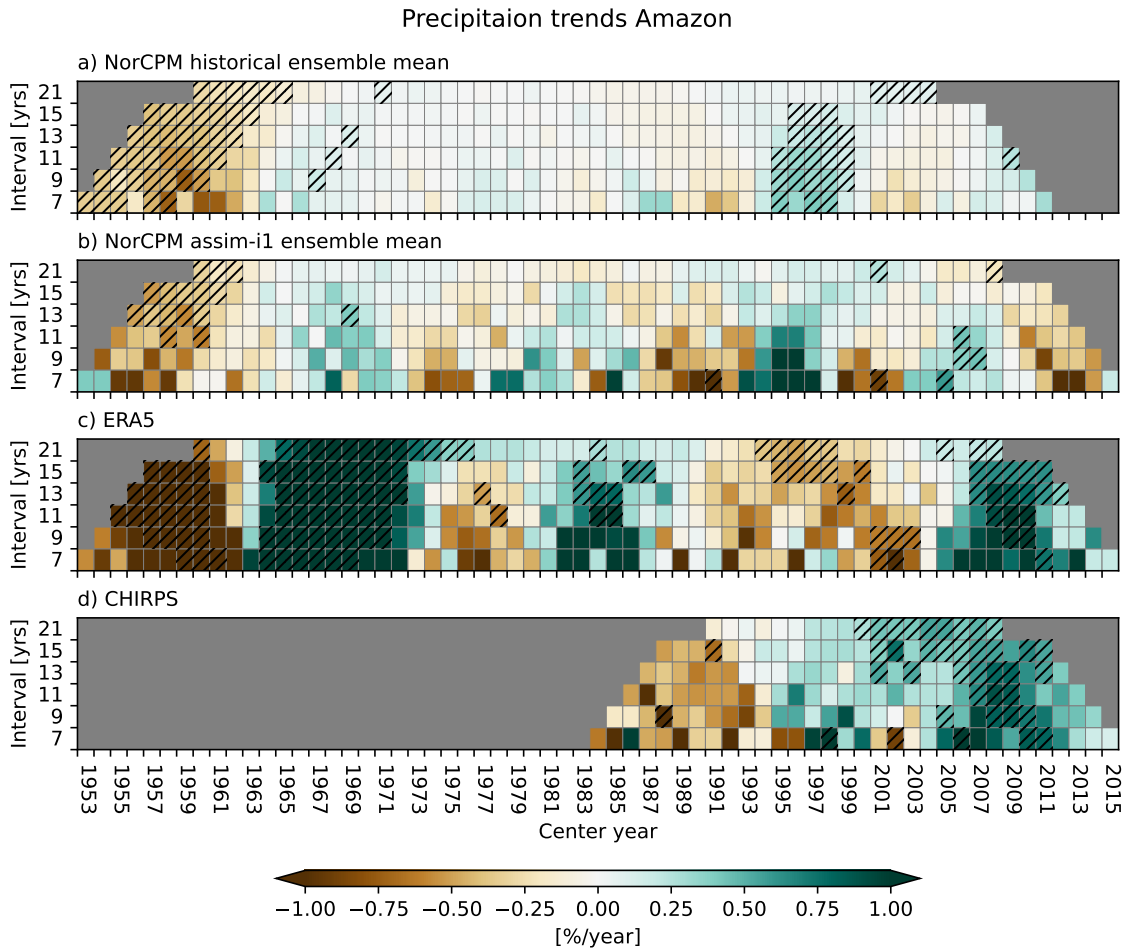 Precipitaion trends Amazon
a) NorCPM historical ensemble mean
Interval [yrs]
21
15
13
11
9
7
b) NorCPM assim-i1 ensemble mean
Interval [yrs]
21
15
13
11
9
7
c) ERA5
Interval [yrs]
21
15
13
11
9
7
d) CHIRPS
Interval [yrs]
21
15
13
11
9
7
1953 1955 1957 1959 1961 1963 1965 1967 1969 1971 1973 1975 1977 1979 1981 1983 1985 1987 1989 1991 1993 1995 1997 1999 2001 2003 2005 2007 2009 2011 2013 2015
Center year
−1.00 −0.75 −0.50 −0.25 0.00 0.25 0.50 0.75 1.00
[%/year]